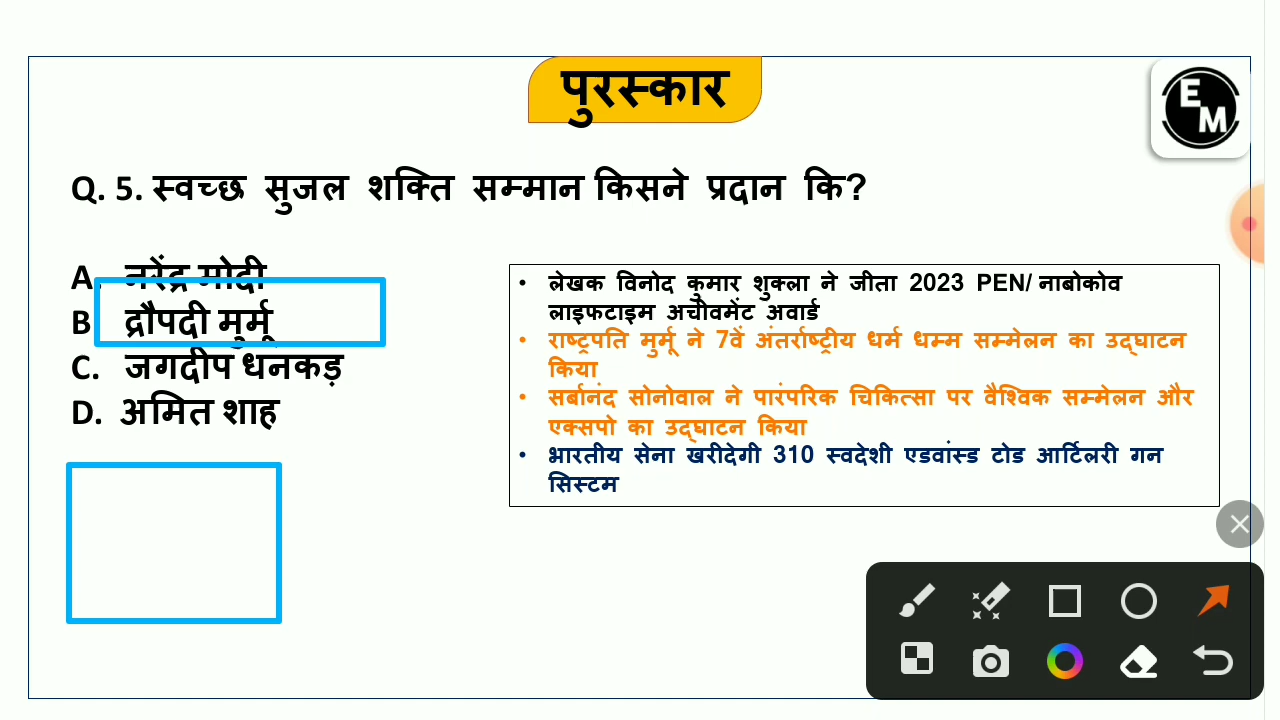 पुरस्कार
E
M
Q. 5. स्वच्छ सुजल शक्ति सम्मान किसने प्रदान कि?
A. नरेंद्र मोदी
B द्रौपदी मुर्मू
C. जगदीप धनकड़
D. अमित शाह
• लेखक विनोद कुमार शुक्ला ने जीता 2023 PEN/ नाबोकोव
लाइफटाइम अचीवमेंट अवार्ड
• राष्ट्रपति मुर्मू ने 7वें अंतर्राष्ट्रीय धर्म धम्म सम्मेलन का उद्घाटन
किया
• सर्बानंद सोनोवाल ने पारंपरिक चिकित्सा पर वैश्विक सम्मेलन और
एक्सपो का उद्घाटन किया
• भारतीय सेना खरीदेगी 310 स्वदेशी एडवांस्ड टोड आर्टिलरी गन
सिस्टम